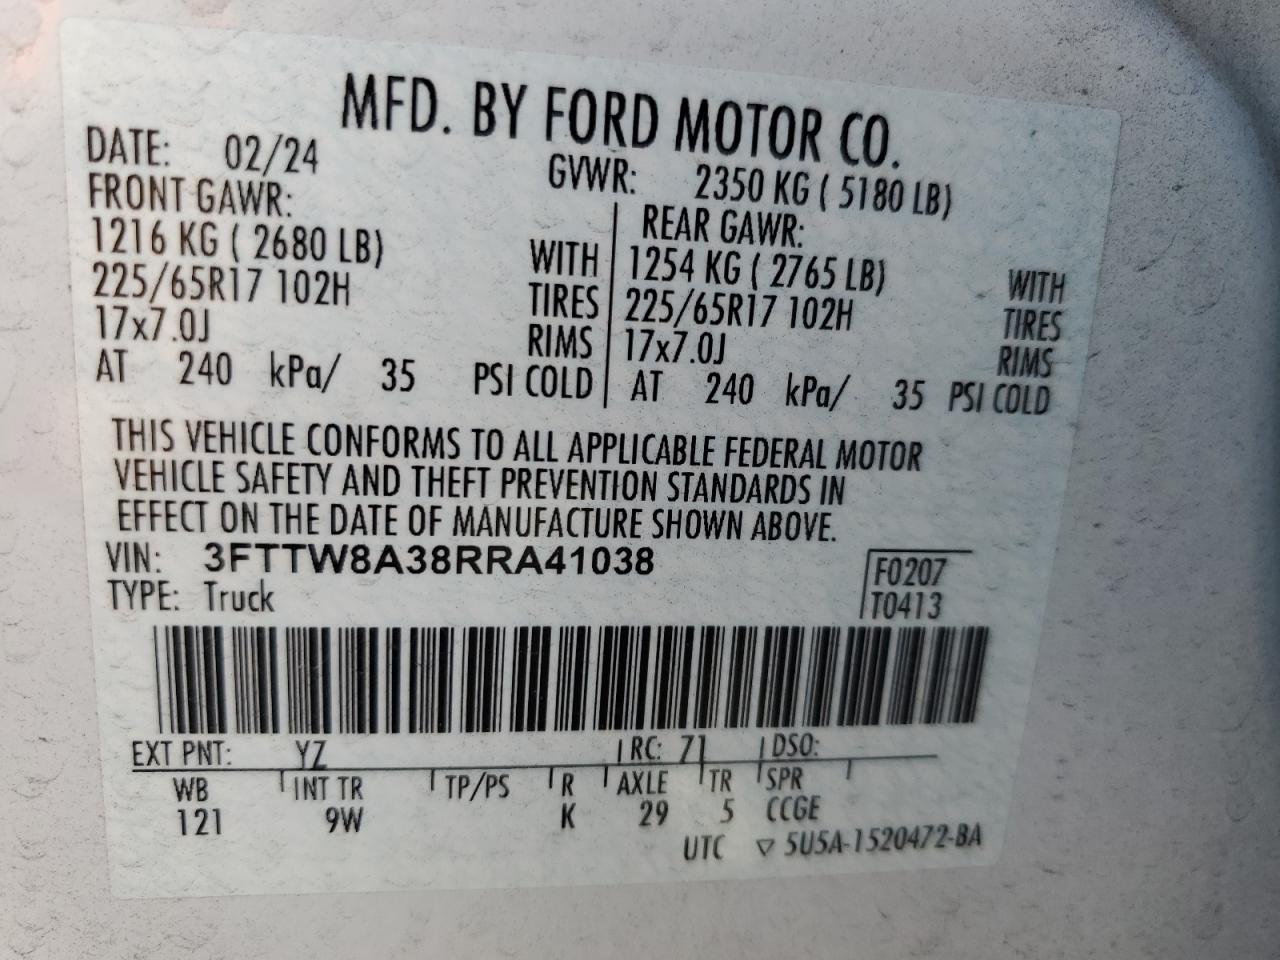 MFD. BY FORD MOTOR CO.
DATE: 02/24 GVWR: 2350 KG ( 5180 LB)
FRONT GAWR: REAR GAWR:
1216 KG ( 2680 LB) WITH 1254 KG ( 2765 LB) WITH
225/65R17 102H TIRES 225/65R17 102H TIRES
17x7.0J RIMS 17x7.0J RIMS
AT 240 kPa/ 35 PSI COLD AT 240 kPa/ 35 PSI COLD
THIS VEHICLE CONFORMS TO ALL APPLICABLE FEDERAL MOTOR
VEHICLE SAFETY AND THEFT PREVENTION STANDARDS IN
EFFECT ON THE DATE OF MANUFACTURE SHOWN ABOVE.
VIN: 3FTTW8A38RRA41038 F0207
TYPE: Truck T0413
EXT PNT: YZ RC: 71 DSO:
WB INT TR TP/PS R AXLE TR SPR
121 9W K 29 5 CCGE
UTC ▽ 5U5A-1520472-BA